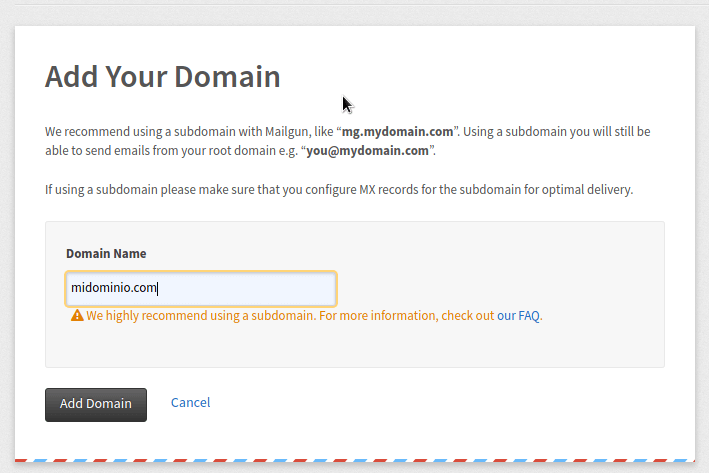 Add Your Domain
We recommend using a subdomain with Mailgun, like “mg.mydomain.com”. Using a subdomain you will still be
able to send emails from your root domain e.g. “you@mydomain.com”.
If using a subdomain please make sure that you configure MX records for the subdomain for optimal delivery.
Domain Name
midominio.com
We highly recommend using a subdomain. For more information, check out our FAQ.
Add Domain Cancel